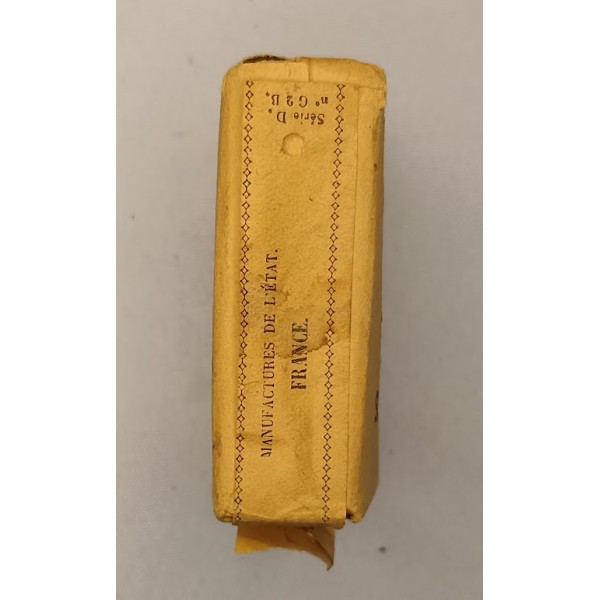 MANUFACTURES DE L'ÉTAT.
FRANCE.
Série D,
n° G 2 B.